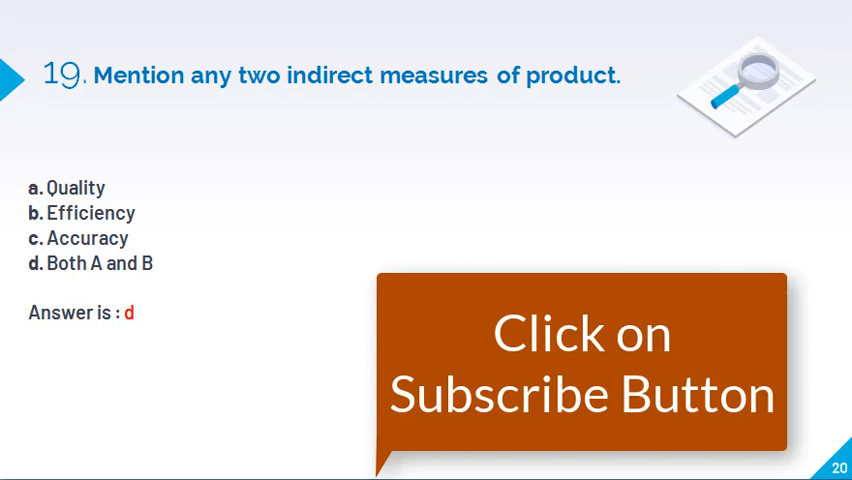 19. Mention any two indirect measures of product.
a. Quality
b. Efficiency
c. Accuracy
d. Both A and B
Answer is : d
Click on
Subscribe Button
20